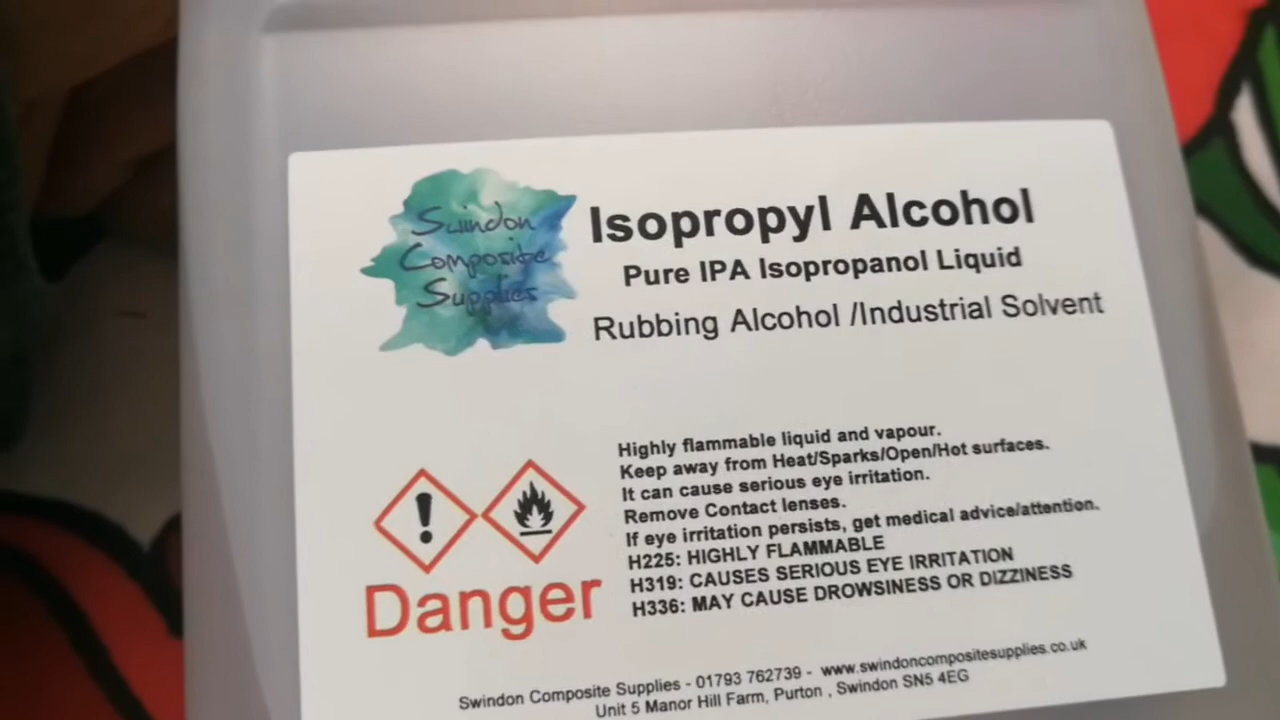 Swindon
Composite
Supplies
Isopropyl Alcohol
Pure IPA Isopropanol Liquid
Rubbing Alcohol /Industrial Solvent
Highly flammable liquid and vapour.
Keep away from Heat/Sparks/Open/Hot surfaces.
It can cause serious eye irritation.
Remove Contact lenses.
If eye irritation persists, get medical advice/attention.
H225: HIGHLY FLAMMABLE
H319: CAUSES SERIOUS EYE IRRITATION
H336: MAY CAUSE DROWSINESS OR DIZZINESS
Danger
Swindon Composite Supplies - 01793 762739 - www.swindoncompositesupplies.co.uk
Unit 5 Manor Hill Farm, Purton , Swindon SN5 4EG